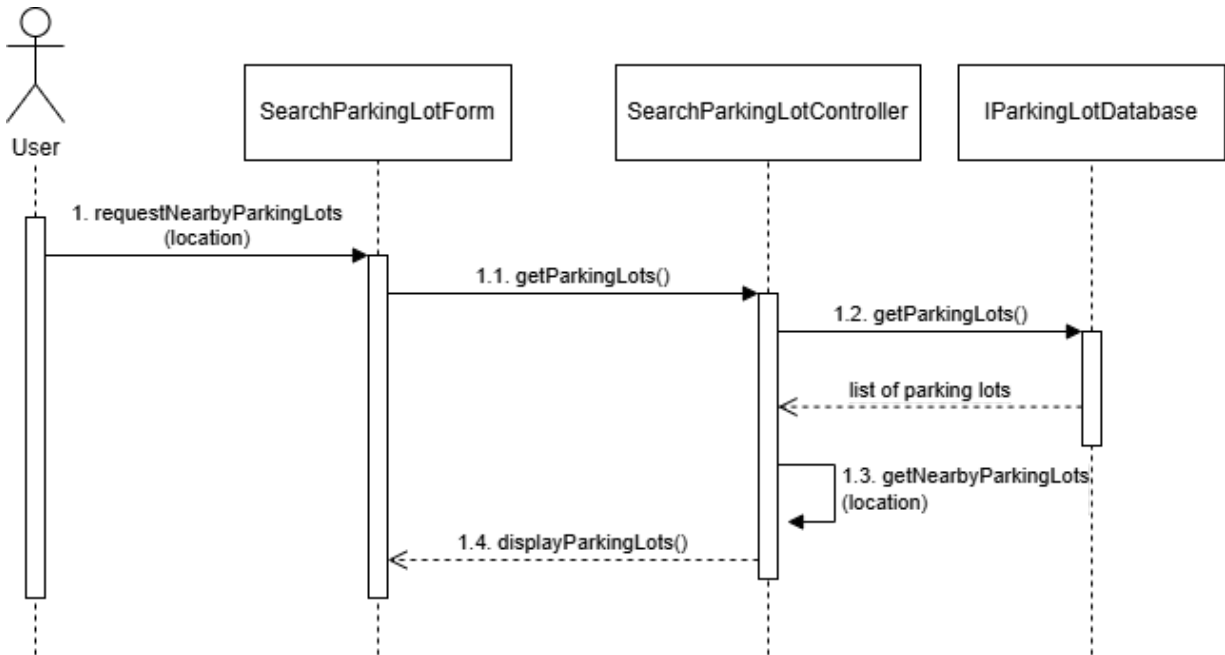 User
SearchParkingLotForm
SearchParkingLotController
IParkingLotDatabase
1. requestNearbyParkingLots
(location)
1.1. getParkingLots()
1.2. getParkingLots()
list of parking lots
1.3. getNearbyParkingLots
(location)
1.4. displayParkingLots()